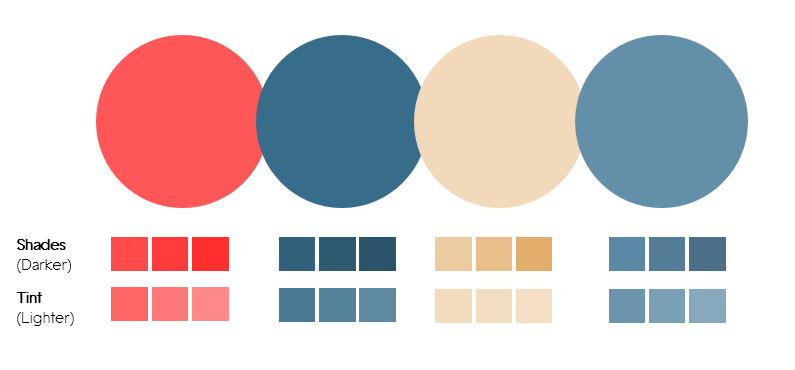 Shades
(Darker)
Tint
(Lighter)